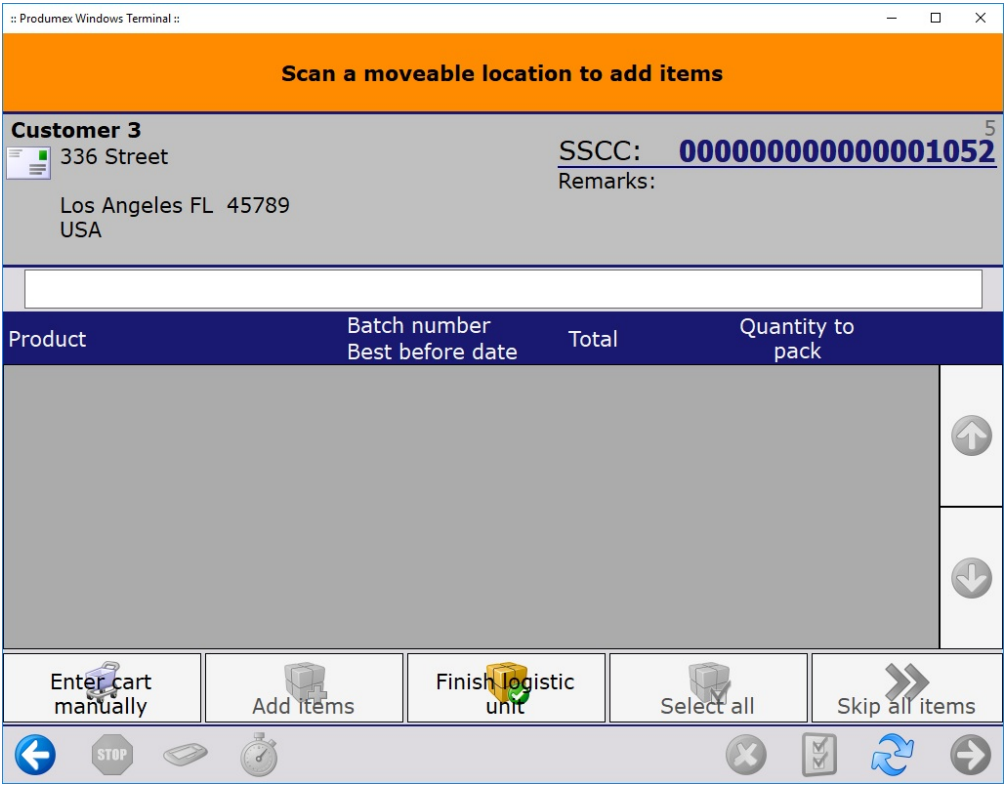 :: Produmex Windows Terminal ::
Scan a moveable location to add items
Customer 3
5
336 Street
SSCC: 000000000000001052
Remarks:
Los Angeles FL 45789
USA
Product
Batch number
Best before date
Total
Quantity to
pack
Enter cart
manually
Add items
Finish logistic
unit
Select all
Skip all items
STOP